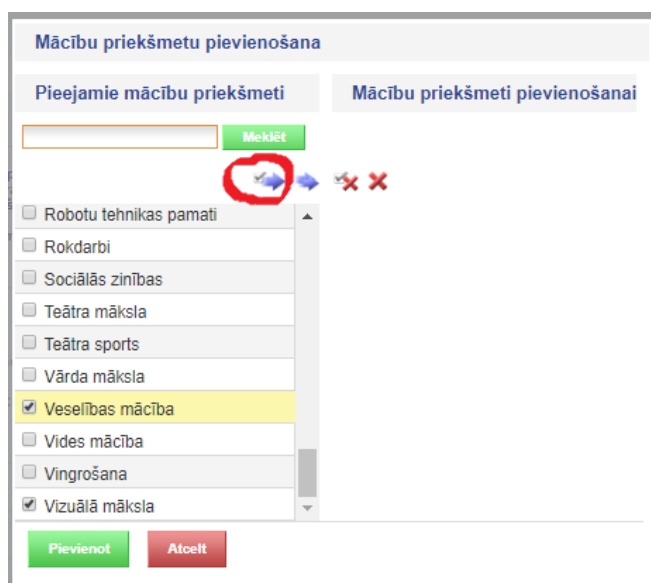 Mācību priekšmetu pievienošana
Pieejamie mācību priekšmeti
Mācību priekšmeti pievienošanai
Meklēt
Robotu tehnikas pamati
Rokdarbi
Sociālās zinības
Teātra māksla
Teātra sports
Vārda māksla
Veselības mācība
Vides mācība
Vingrošana
Vizuālā māksla
Pievienot
Atcelt